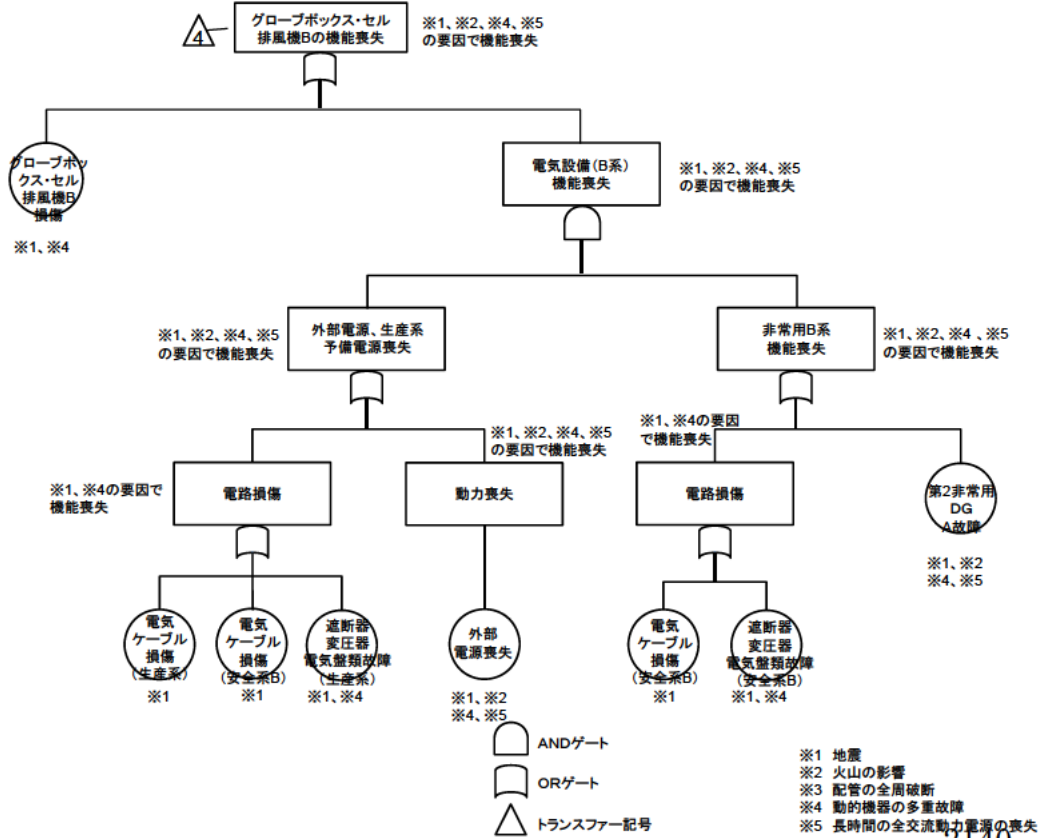 4
グローブボックス・セル
排風機Bの機能喪失
※1、※2、※4、※5
の要因で機能喪失
グローブボッ
クス・セル
排風機B
損傷
※1、※4
電気設備(B系)
機能喪失
※1、※2、※4、※5
の要因で機能喪失
※1、※2、※4、※5
の要因で機能喪失
外部電源、生産系
予備電源喪失
非常用B系
機能喪失
※1、※2、※4 、※5
の要因で機能喪失
※1、※4の要因で
機能喪失
電路損傷
※1、※2、※4、※5
の要因で機能喪失
動力喪失
※1、※4の要因
で機能喪失
電路損傷
第2非常用
DG
A故障
※1、※2
※4、※5
電気
ケーブル
損傷
(生産系)
※1
電気
ケーブル
損傷
(安全系B)
※1
遮断器
変圧器
電気盤類故障
(生産系)
※1、※4
外部
電源喪失
※1、※2
※4、※5
電気
ケーブル
損傷
(安全系B)
※1
遮断器
変圧器
電気盤類故障
(安全系B)
※1、※4
ANDゲート
ORゲート
トランスファー記号
※1 地震
※2 火山の影響
※3 配管の全周破断
※4 動的機器の多重故障
※5 長時間の全交流動力電源の喪失